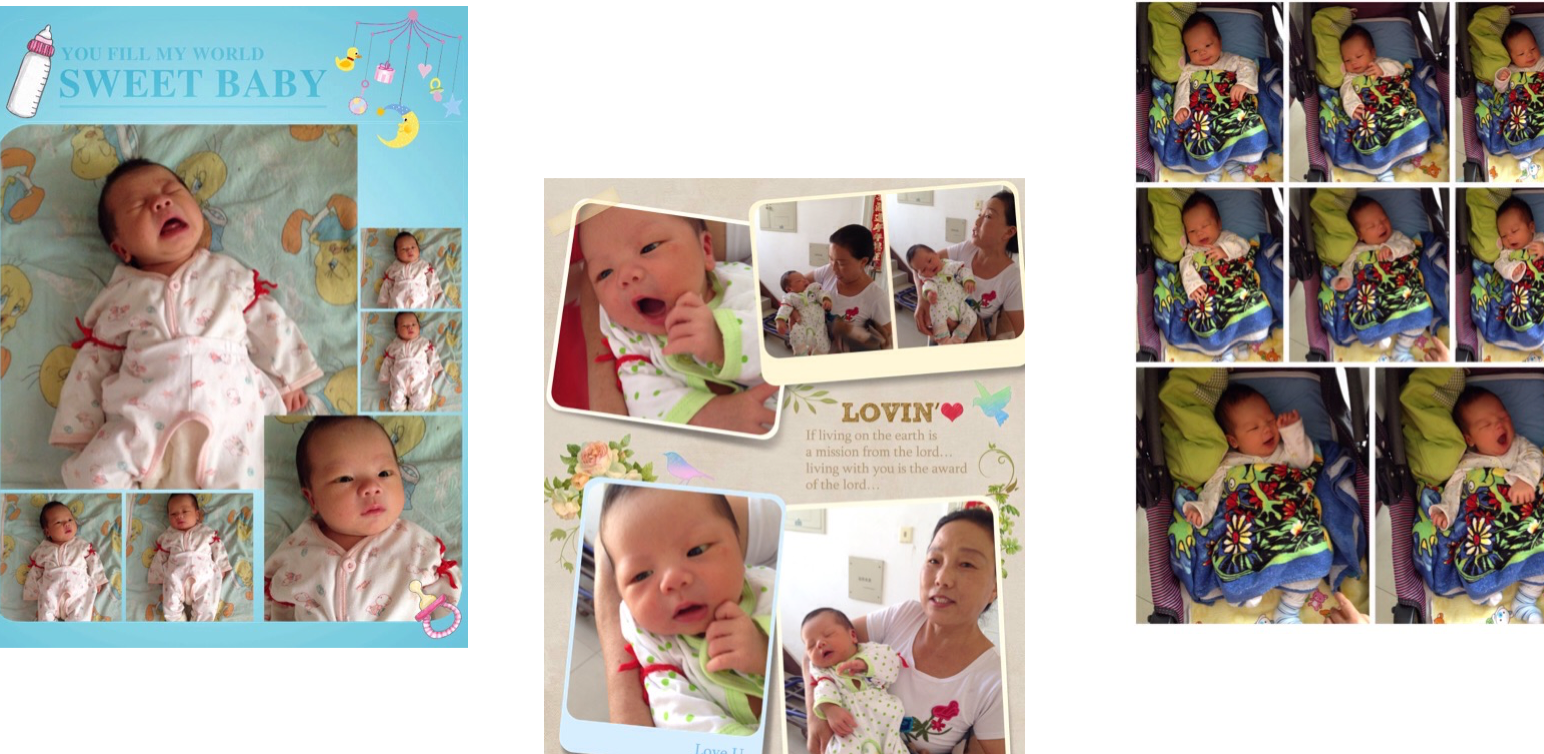 YOU FILL MY WORLD
SWEET BABY
LOVIN'
If living on the earth is
a mission from the lord...
living with you is the award
of the lord...
Love U